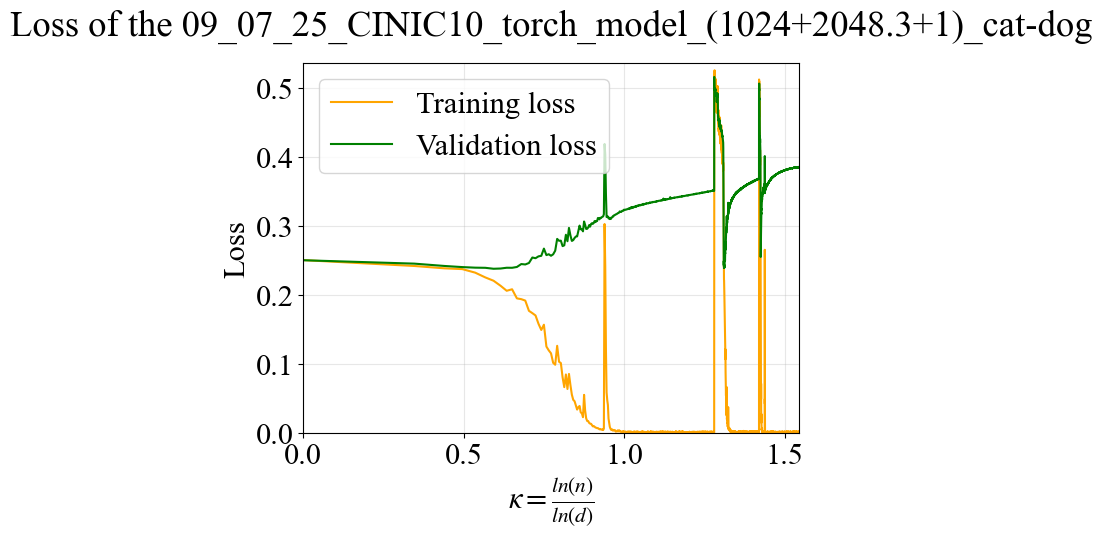 Loss of the 09_07_25_CINIC10_torch_model_(1024+2048.3+1)_cat-dog
Training loss
Validation loss
Loss
0.5
0.4
0.3
0.2
0.1
0.0
0.0 0.5 1.0 1.5
κ = ln(n)/ln(d)